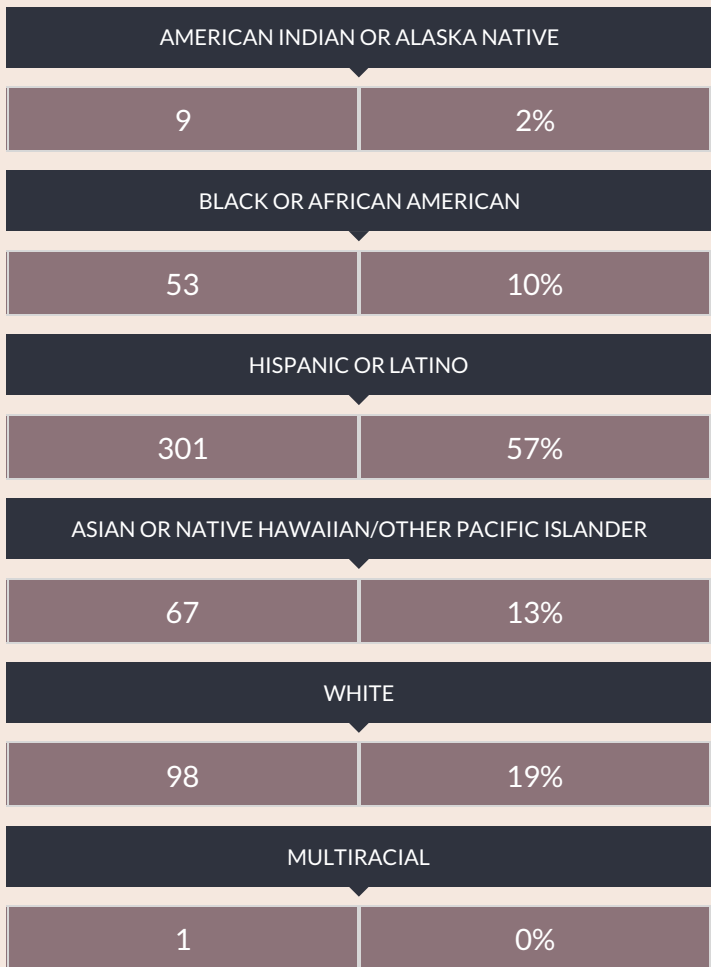 AMERICAN INDIAN OR ALASKA NATIVE
9 2%
BLACK OR AFRICAN AMERICAN
53 10%
HISPANIC OR LATINO
301 57%
ASIAN OR NATIVE HAWAIIAN/OTHER PACIFIC ISLANDER
67 13%
WHITE
98 19%
MULTIRACIAL
1 0%